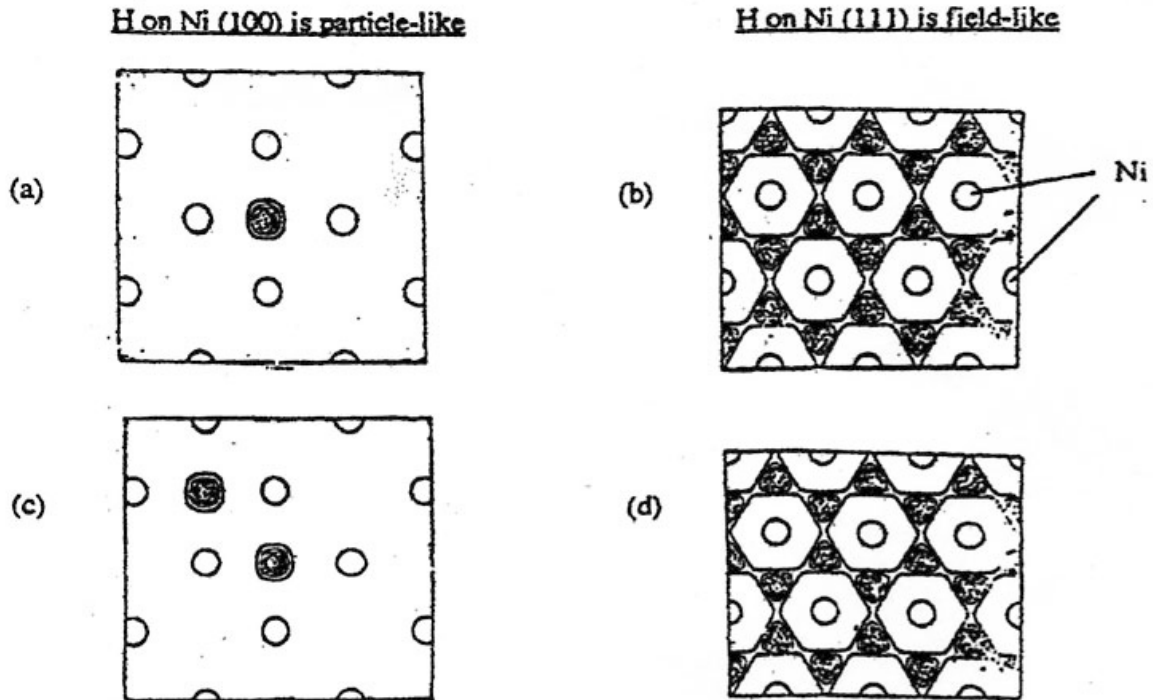 H on Ni (100) is particle-like
H on Ni (111) is field-like
(a)
(b)
Ni
(c)
(d)